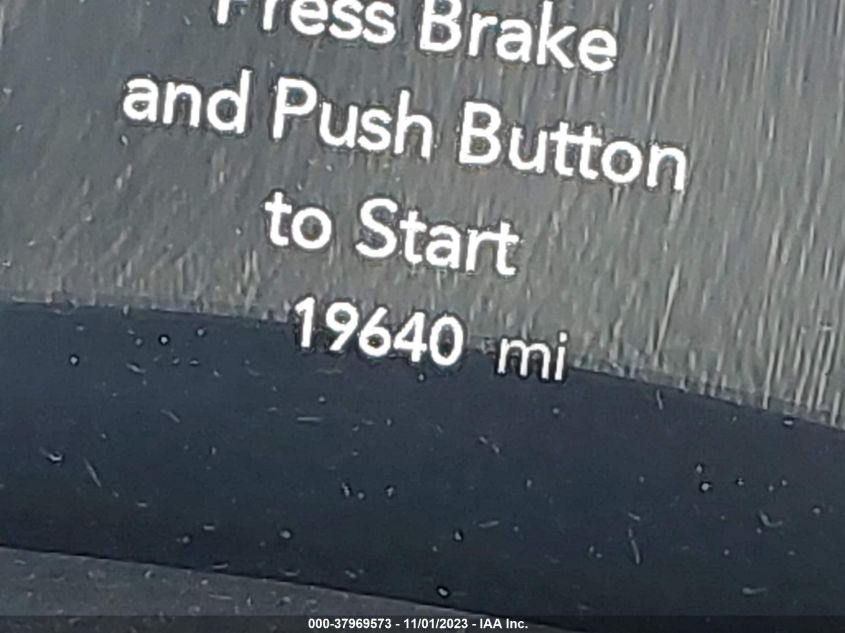 Press Brake
and Push Button
to Start
19640 mi
000-37969573 - 11/01/2023 - IAA Inc.